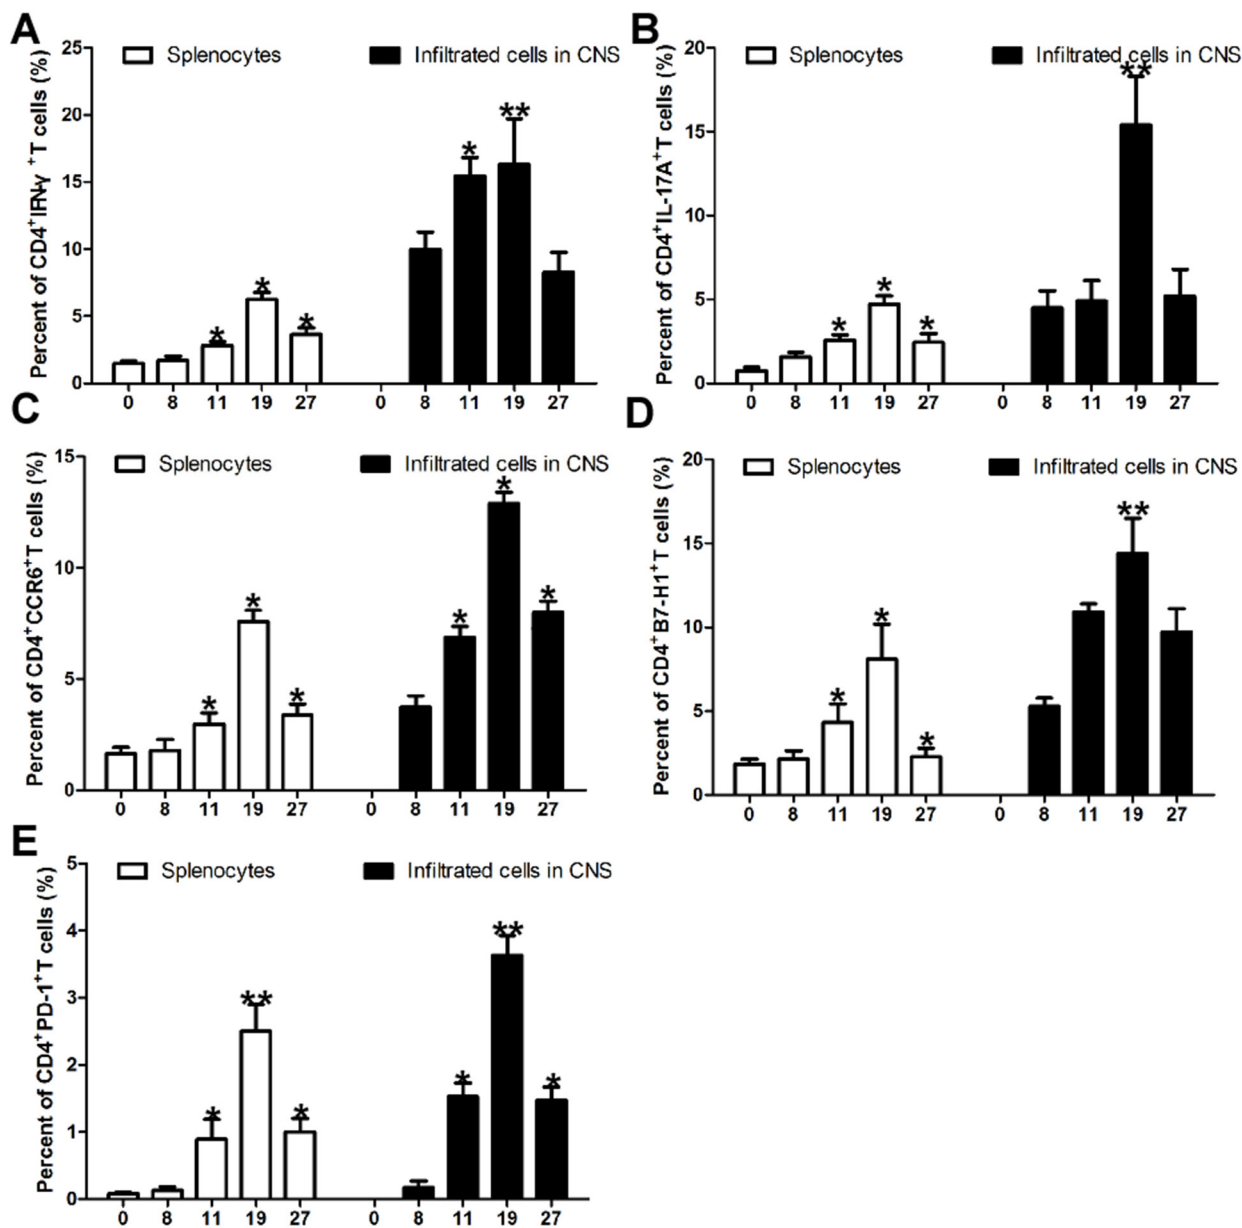 A
Percent of CD4+IFN-γ +T cells (%)
Splenocytes
Infiltrated cells in CNS
25
20
15
10
5
0
* * * * **
0 8 11 19 27 0 8 11 19 27
B
Percent of CD4+IL-17A+T cells (%)
Splenocytes
Infiltrated cells in CNS
20
15
10
5
0
* * * **
0 8 11 19 27 0 8 11 19 27
C
Percent of CD4+CCR6+T cells (%)
Splenocytes
Infiltrated cells in CNS
15
10
5
0
* * * * * *
0 8 11 19 27 0 8 11 19 27
D
Percent of CD4+B7-H1+T cells (%)
Splenocytes
Infiltrated cells in CNS
20
15
10
5
0
* * * **
0 8 11 19 27 0 8 11 19 27
E
Percent of CD4+PD-1+T cells (%)
Splenocytes
Infiltrated cells in CNS
5
4
3
2
1
0
* ** * * ** *
0 8 11 19 27 0 8 11 19 27